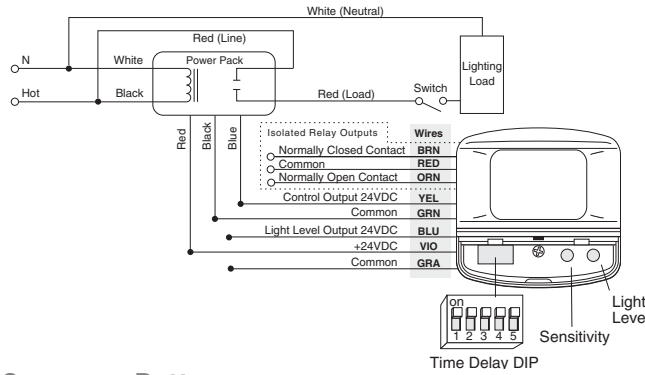 White (Neutral)
Red (Line)
N
White
Power Pack
Lighting
Load
Hot
Black
Red (Load)
Switch
Red
Black
Blue
Isolated Relay Outputs
Wires
Normally Closed Contact
BRN
Common
RED
Normally Open Contact
ORN
Control Output 24VDC
YEL
Common
GRN
Light Level Output 24VDC
BLU
+24VDC
VIO
Common
GRA
on
1 2 3 4 5
Light
Leve
Sensitivity
Time Delay DIP